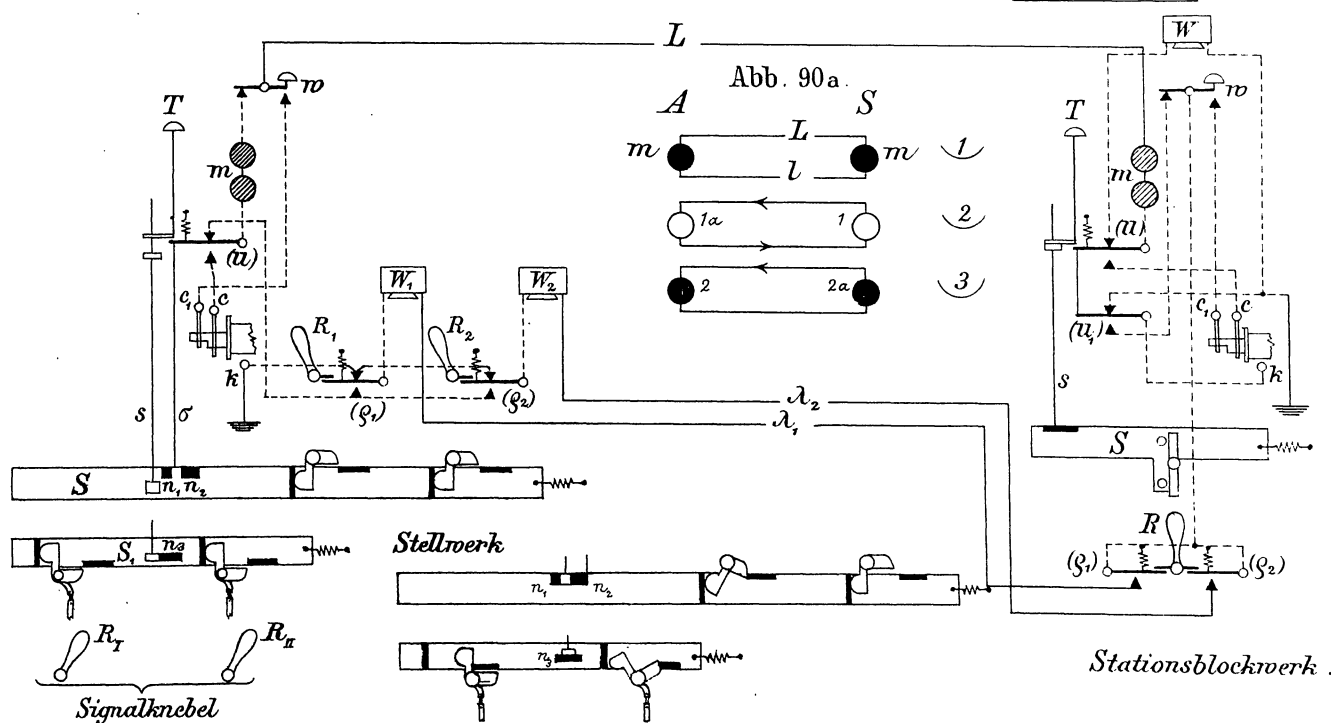 L
W
Abb. 90a.
w
w
A
S
T
T
L
m
m
1
l
m
m
1a
1
2
(u)
(u)
W₁
W₂
2
2a
3
c₁
c
(u₁)
c₁
c
R₁
R₂
k
k
(ϱ₁)
(ϱ₂)
λ₂
λ₁
s
σ
s
S
S
n₁
n₂
R
S₁
n₃
Stellwerk
(ϱ₁)
(ϱ₂)
n₁
n₂
R_I
R_II
n₃
Stationsblockwerk.
Signalknebel